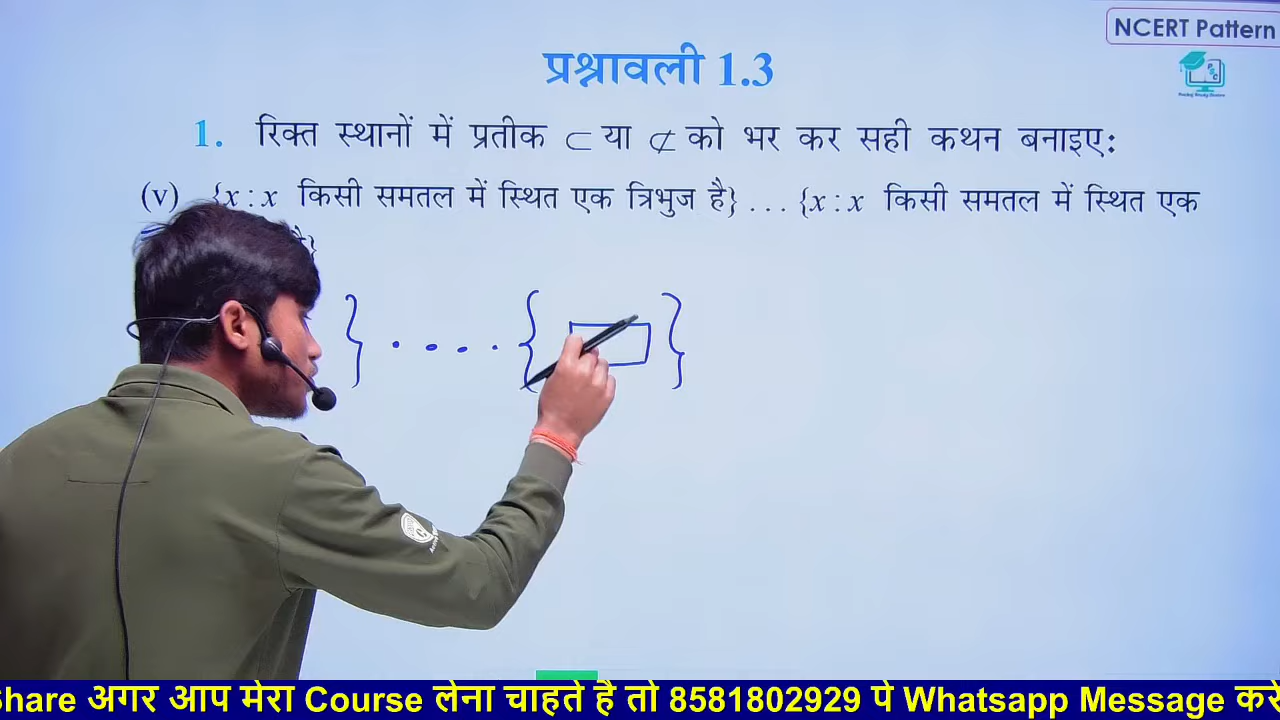 NCERT Pattern
प्रश्नावली 1.3
1. रिक्त स्थानों में प्रतीक ⊂ या ⊄ को भर कर सही कथन बनाइए:
(v) {x : x किसी समतल में स्थित एक त्रिभुज है} . . . {x : x किसी समतल में स्थित एक
है}
} . . . . { }
Share अगर आप मेरा Course लेना चाहते है तो 8581802929 पे Whatsapp Message करे